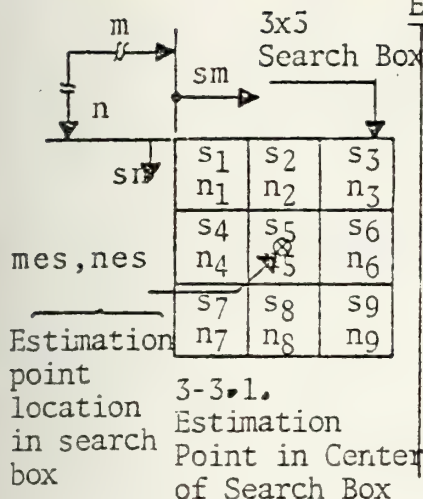 m
3x3
Search Box
sm
n
sn
s1 s2 s3
n1 n2 n3
s4 s5 s6
n4 n5 n6
mes,nes
s7 s8 s9
n7 n8 n9
Estimation
point
location
in search
box
3-3.1.
Estimation
Point in Center
of Search Box